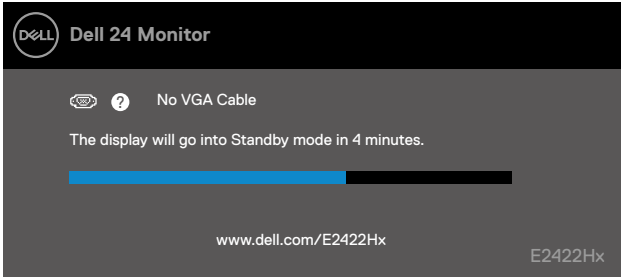 DELL
Dell 24 Monitor
? No VGA Cable
The display will go into Standby mode in 4 minutes.
www.dell.com/E2422Hx
E2422Hx